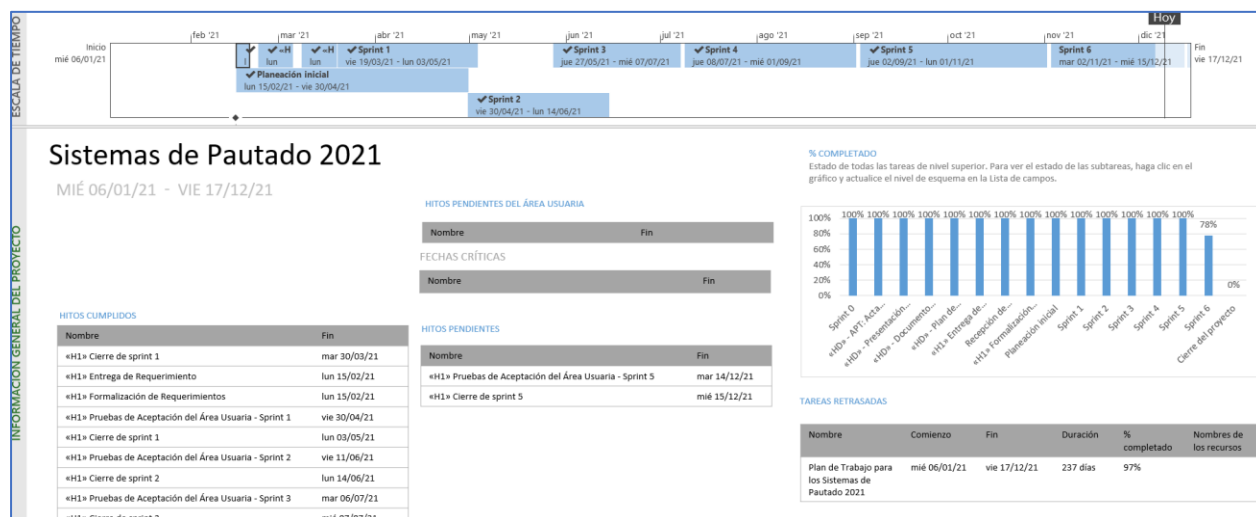 Hoy
ESCALA DE TIEMPO
feb '21 mar '21 abr '21 may '21 jun '21 jul '21 ago '21 sep '21 oct '21 nov '21 dic '21
Inicio
mié 06/01/21
✔ ✔ «H ✔ «H ✔ Sprint 1 ✔ Sprint 3 ✔ Sprint 4 ✔ Sprint 5 Sprint 6
l lun lun vie 19/03/21 - lun 03/05/21 jue 27/05/21 - mié 07/07/21 jue 08/07/21 - mié 01/09/21 jue 02/09/21 - lun 01/11/21 mar 02/11/21 - mié 15/12/21
Fin
vie 17/12/21
✔ Planeación inicial
lun 15/02/21 - vie 30/04/21
✔ Sprint 2
vie 30/04/21 - lun 14/06/21
INFORMACIÓN GENERAL DEL PROYECTO
Sistemas de Pautado 2021
MIÉ 06/01/21 - VIE 17/12/21
HITOS CUMPLIDOS
Nombre Fin
«H1» Cierre de sprint 1 mar 30/03/21
«H1» Entrega de Requerimiento lun 15/02/21
«H1» Formalización de Requerimientos lun 15/02/21
«H1» Pruebas de Aceptación del Área Usuaria - Sprint 1 vie 30/04/21
«H1» Cierre de sprint 1 lun 03/05/21
«H1» Pruebas de Aceptación del Área Usuaria - Sprint 2 vie 11/06/21
«H1» Cierre de sprint 2 lun 14/06/21
«H1» Pruebas de Aceptación del Área Usuaria - Sprint 3 mar 06/07/21
HITOS PENDIENTES DEL ÁREA USUARIA
Nombre Fin
FECHAS CRÍTICAS
Nombre Fin
HITOS PENDIENTES
Nombre Fin
«H1» Pruebas de Aceptación del Área Usuaria - Sprint 5 mar 14/12/21
«H1» Cierre de sprint 5 mié 15/12/21
% COMPLETADO
Estado de todas las tareas de nivel superior. Para ver el estado de las subtareas, haga clic en el
gráfico y actualice el nivel de esquema en la Lista de campos.
100% 100% 100% 100% 100% 100% 100% 100% 100% 100% 100% 100% 100% 100%
78%
0%
100%
80%
60%
40%
20%
0%
Sprint 0
«HD» - APT: Acta...
«HD» - Presentación...
«HD» - Documento...
«HD» - Plan de...
«H1» Entrega de...
Recepción de...
«H1» Formalización...
Planeación inicial
Sprint 1
Sprint 2
Sprint 3
Sprint 4
Sprint 5
Sprint 6
Cierre del proyecto
TAREAS RETRASADAS
Nombre Comienzo Fin Duración % completado Nombres de los recursos
Plan de Trabajo para mié 06/01/21 vie 17/12/21 237 días 97%
los Sistemas de
Pautado 2021